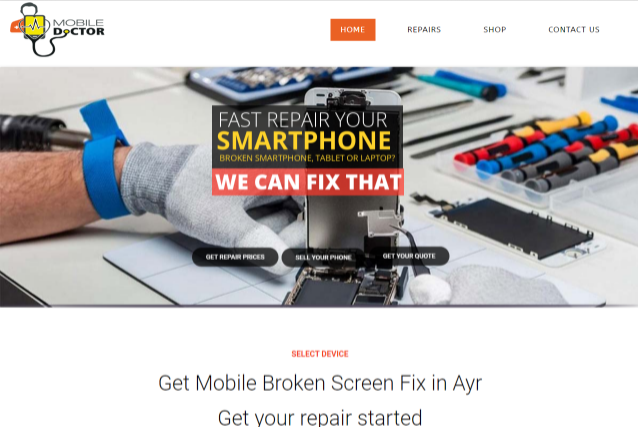 MOBILE
DOCTOR
HOME
REPAIRS
SHOP
CONTACT US
FAST REPAIR YOUR
SMARTPHONE
BROKEN SMARTPHONE, TABLET OR LAPTOP?
WE CAN FIX THAT
GET REPAIR PRICES
SELL YOUR PHONE
GET YOUR QUOTE
SELECT DEVICE
Get Mobile Broken Screen Fix in Ayr
Get your repair started